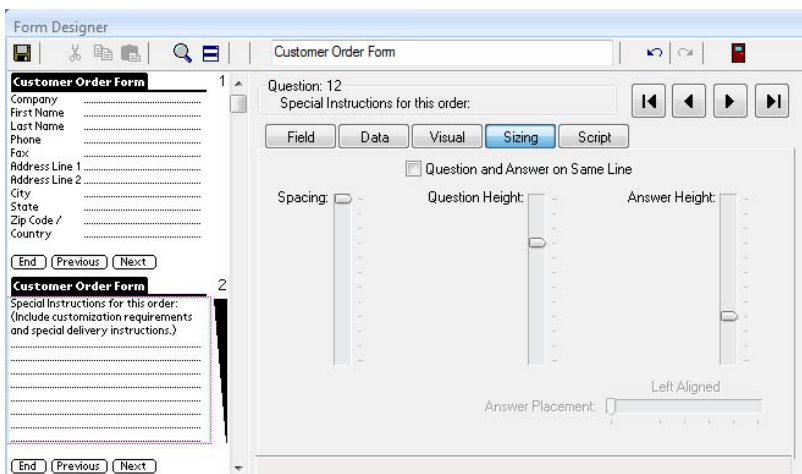 Form Designer
Customer Order Form
Customer Order Form 1
Company
First Name
Last Name
Phone
Fax
Address Line 1
Address Line 2
City
State
Zip Code /
Country
End Previous Next
Customer Order Form 2
Special Instructions for this order:
(Include customization requirements
and special delivery instructions.)
End Previous Next
Question: 12
Special Instructions for this order:
Field Data Visual Sizing Script
Question and Answer on Same Line
Spacing: Question Height: Answer Height:
Left Aligned
Answer Placement: